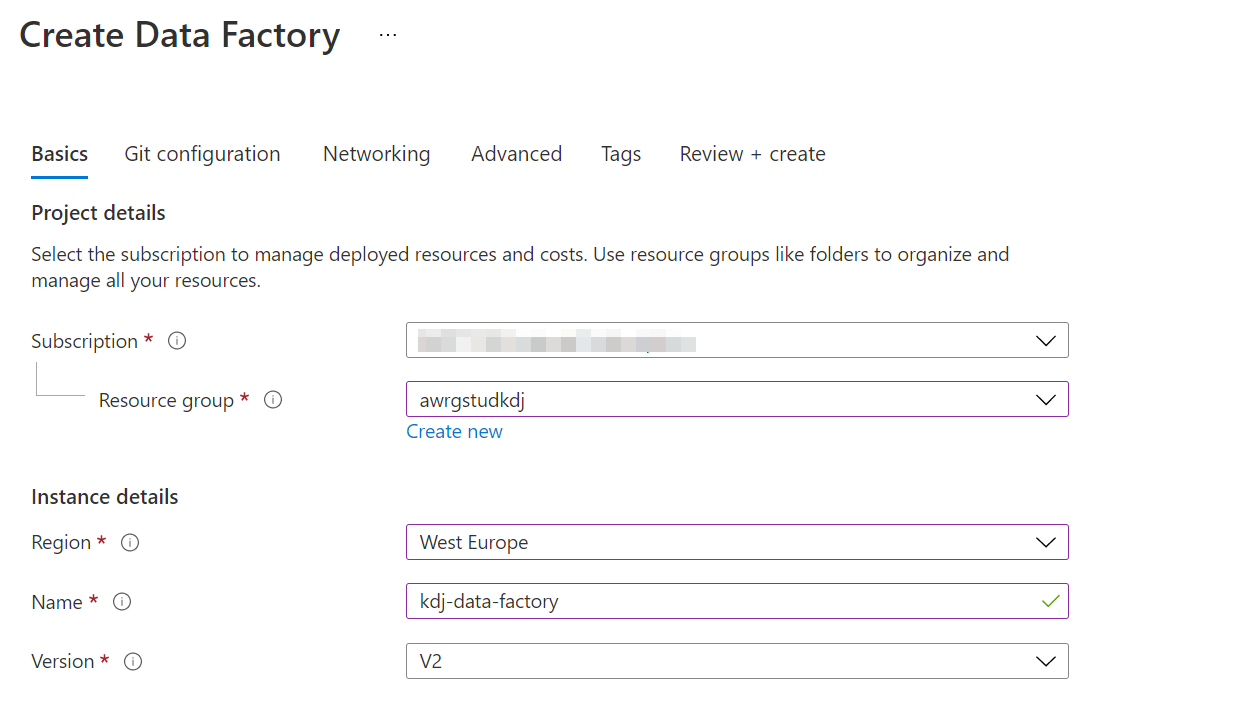 Create Data Factory ...
Basics Git configuration Networking Advanced Tags Review + create
Project details
Select the subscription to manage deployed resources and costs. Use resource groups like folders to organize and
manage all your resources.
Subscription *
Resource group * awrgstudkdj
Create new
Instance details
Region * West Europe
Name * kdj-data-factory
Version * V2